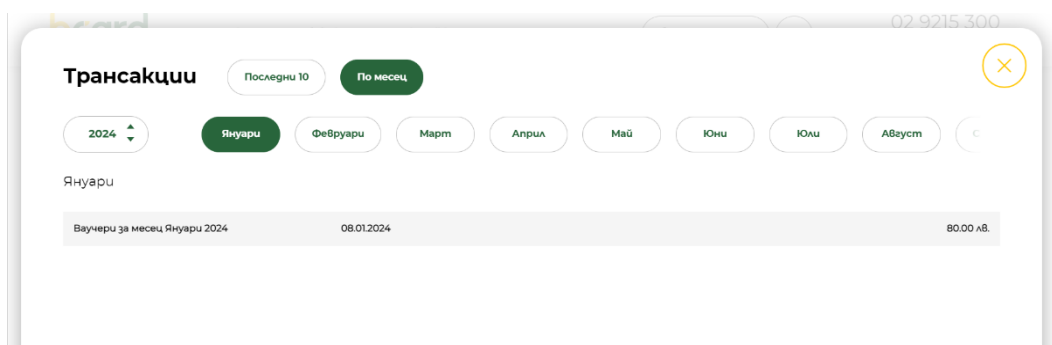 02 9215 300
Трансакции Последни 10 По месец
2024 Януари Февруари Март Април Май Юни Юли Август
Януари
Ваучери за месец Януари 2024 08.01.2024 80.00 лв.